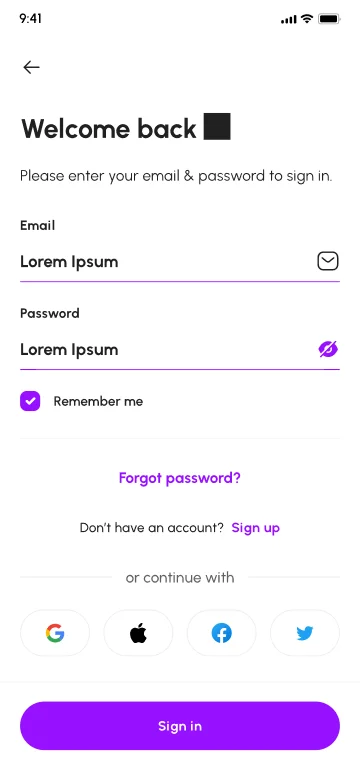 9:41
Welcome back
Please enter your email & password to sign in.
Email
Lorem Ipsum
Password
Lorem Ipsum
Remember me
Forgot password?
Don't have an account? Sign up
or continue with
Sign in